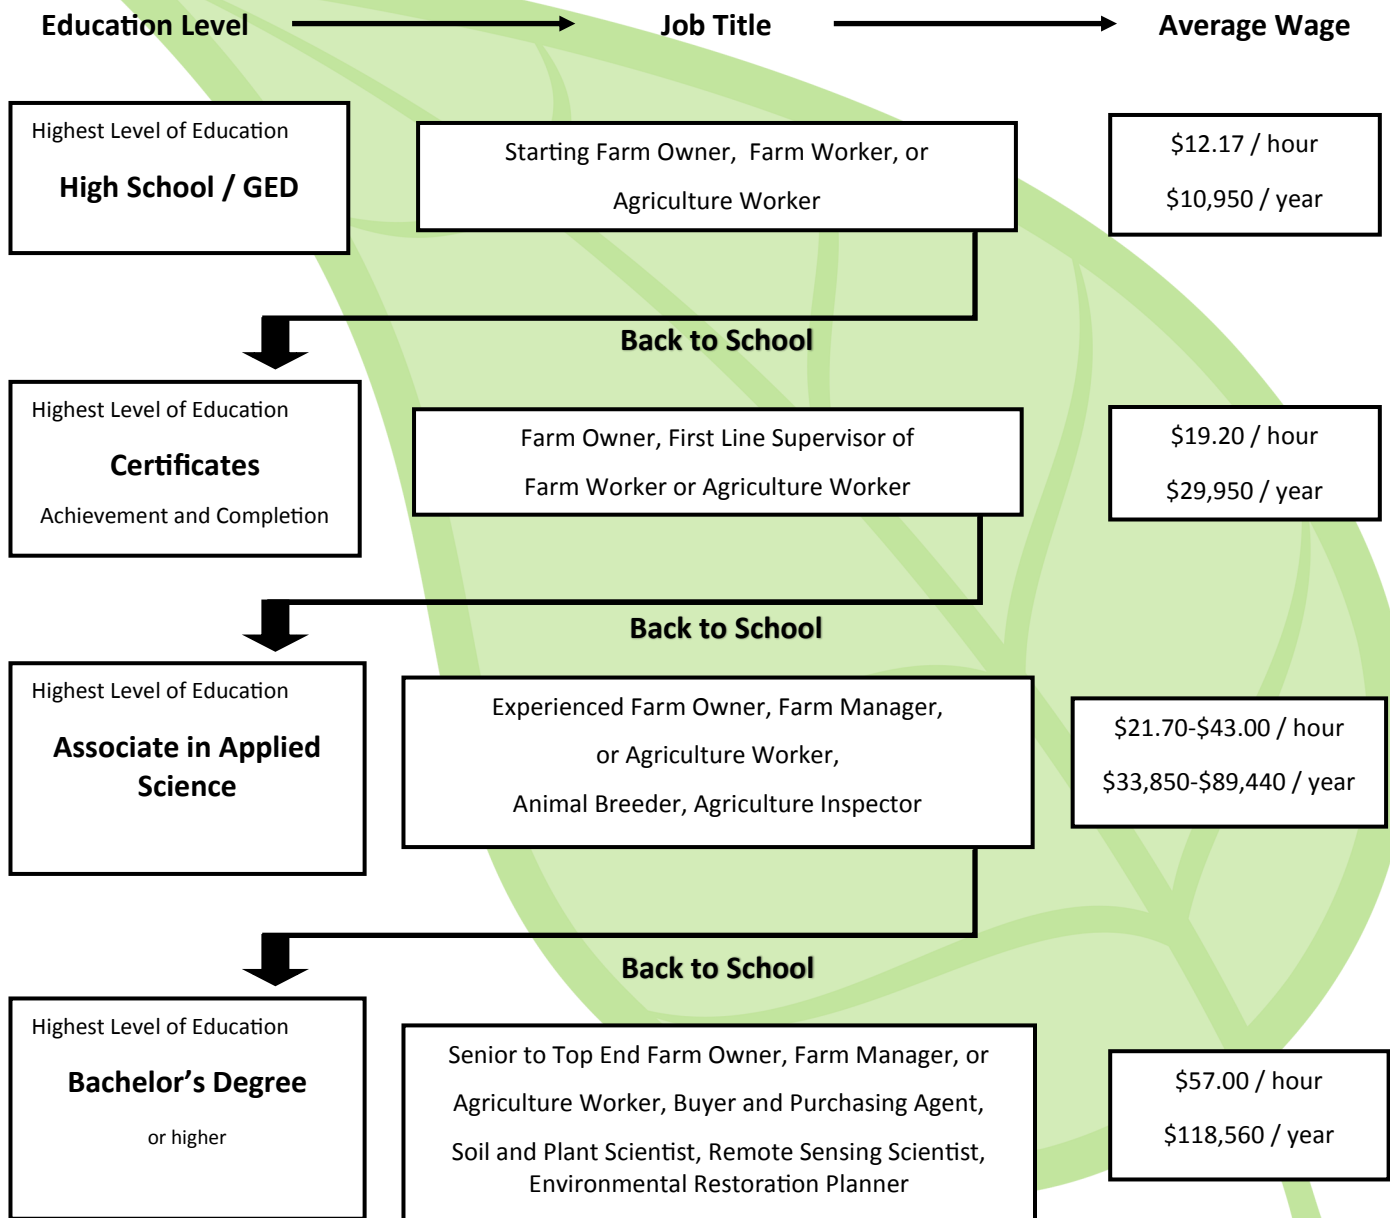 Education Level
Job Title
Average Wage
Highest Level of Education
High School / GED
Starting Farm Owner, Farm Worker, or
Agriculture Worker
$12.17 / hour
$10,950 / year
Back to School
Highest Level of Education
Certificates
Achievement and Completion
Farm Owner, First Line Supervisor of
Farm Worker or Agriculture Worker
$19.20 / hour
$29,950 / year
Back to School
Highest Level of Education
Associate in Applied
Science
Experienced Farm Owner, Farm Manager,
or Agriculture Worker,
Animal Breeder, Agriculture Inspector
$21.70-$43.00 / hour
$33,850-$89,440 / year
Back to School
Highest Level of Education
Bachelor’s Degree
or higher
Senior to Top End Farm Owner, Farm Manager, or
Agriculture Worker, Buyer and Purchasing Agent,
Soil and Plant Scientist, Remote Sensing Scientist,
Environmental Restoration Planner
$57.00 / hour
$118,560 / year